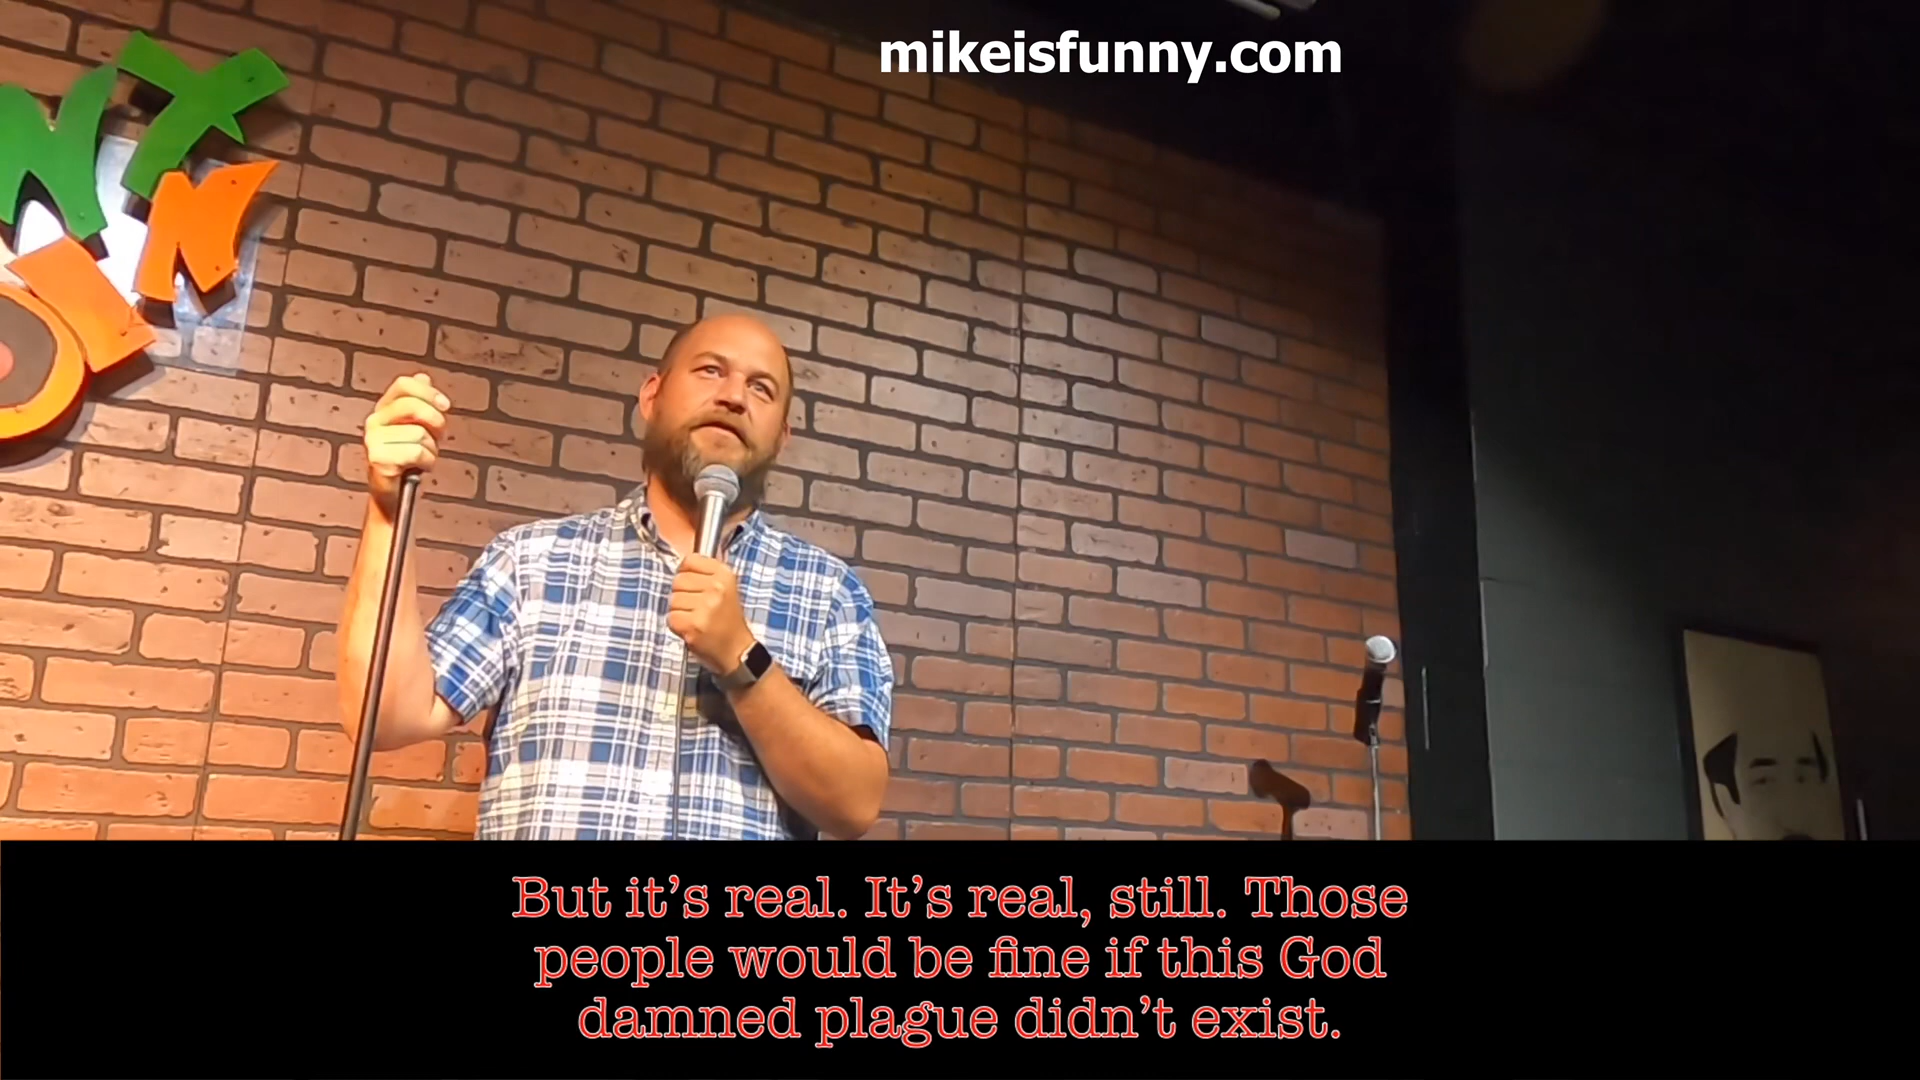 mikeisfunny.com
But it's real. It's real, still. Those
people would be fine if this God
damned plague didn't exist.